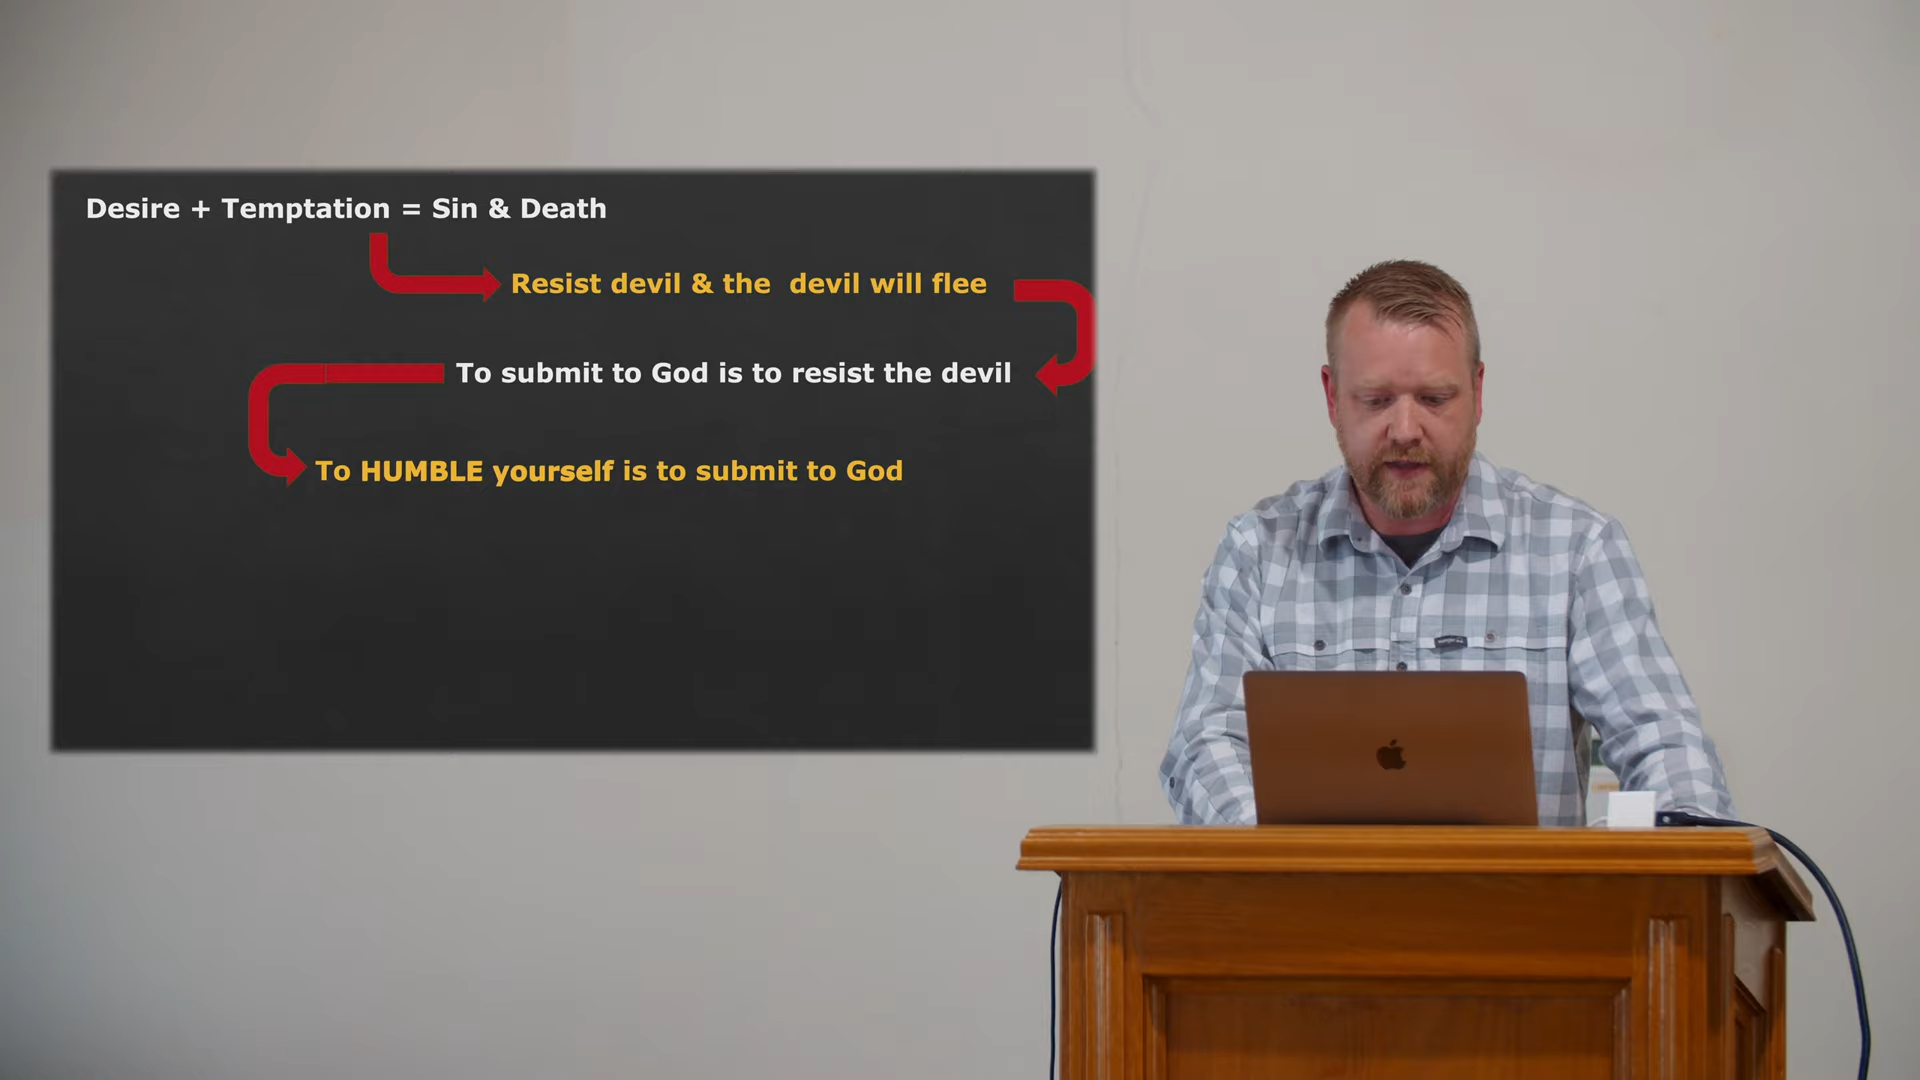 Desire + Temptation = Sin & Death
Resist devil & the  devil will flee
To submit to God is to resist the devil
To HUMBLE yourself is to submit to God